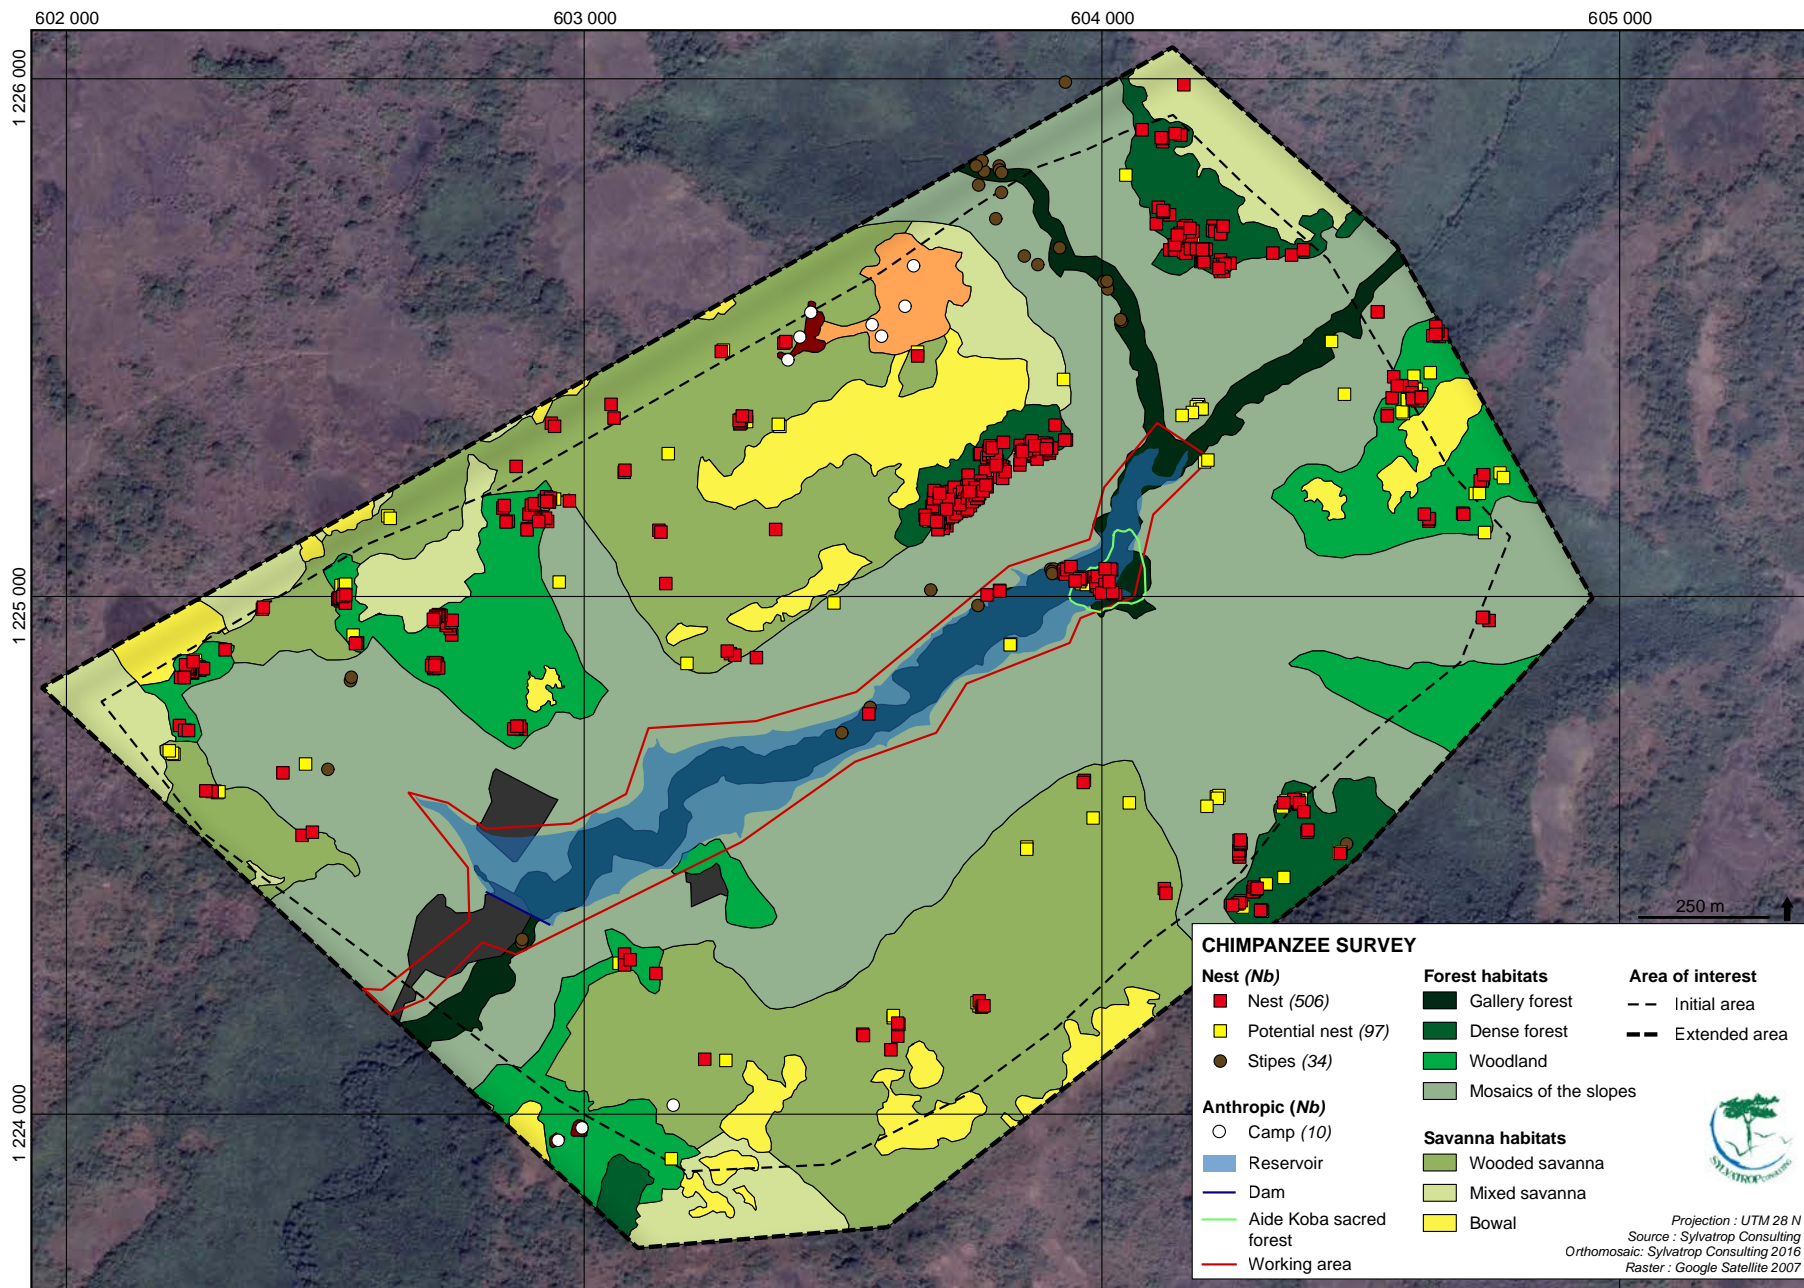 602 000
603 000
604 000
605 000
1 226 000
1 225 000
1 224 000
250 m
CHIMPANZEE SURVEY
Nest (Nb)
Nest (506)
Potential nest (97)
Stipes (34)
Anthropic (Nb)
Camp (10)
Reservoir
Dam
Aide Koba sacred
forest
Working area
Forest habitats
Gallery forest
Dense forest
Woodland
Mosaics of the slopes
Savanna habitats
Wooded savanna
Mixed savanna
Bowal
Area of interest
Initial area
Extended area
SYLVATROP CONSULTING
Projection : UTM 28 N
Source : Sylvatrop Consulting
Orthomosaic: Sylvatrop Consulting 2016
Raster : Google Satellite 2007